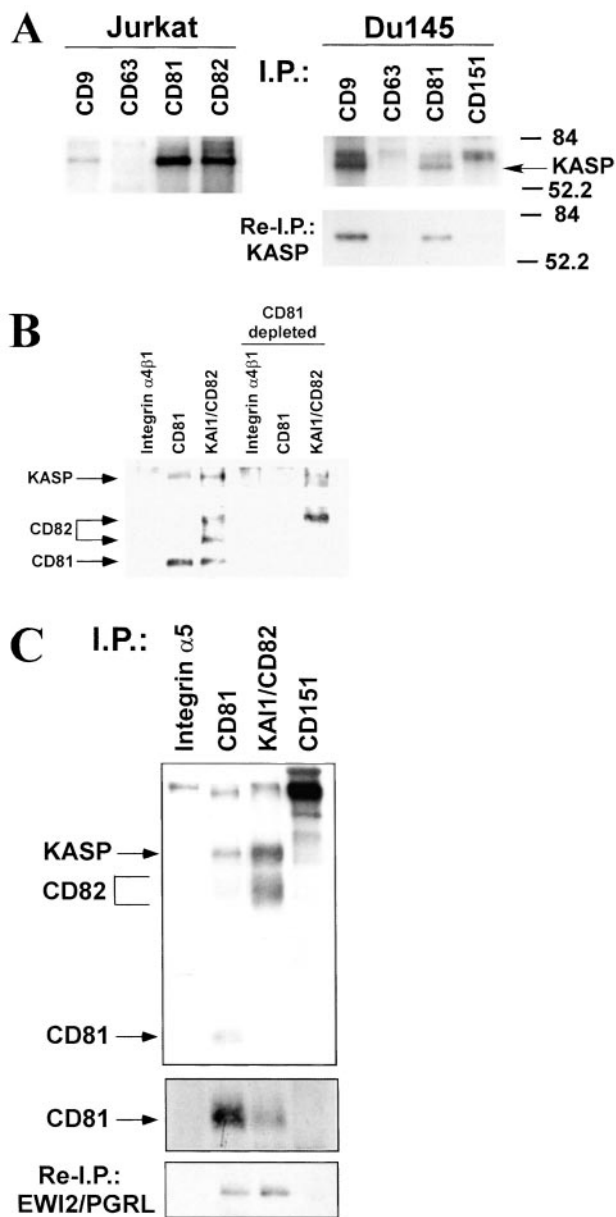 A
Jurkat
Du145
I.P.:
CD9
CD63
CD81
CD82
CD9
CD63
CD81
CD151
84
KASP
52.2
Re-I.P.:
KASP
84
52.2
B
CD81
depleted
Integrin α4β1
CD81
KAI1/CD82
Integrin α4β1
CD81
KAI1/CD82
KASP
CD82
CD81
C
I.P.:
Integrin α5
CD81
KAI1/CD82
CD151
KASP
CD82
CD81
CD81
Re-I.P.:
EWI2/PGRL